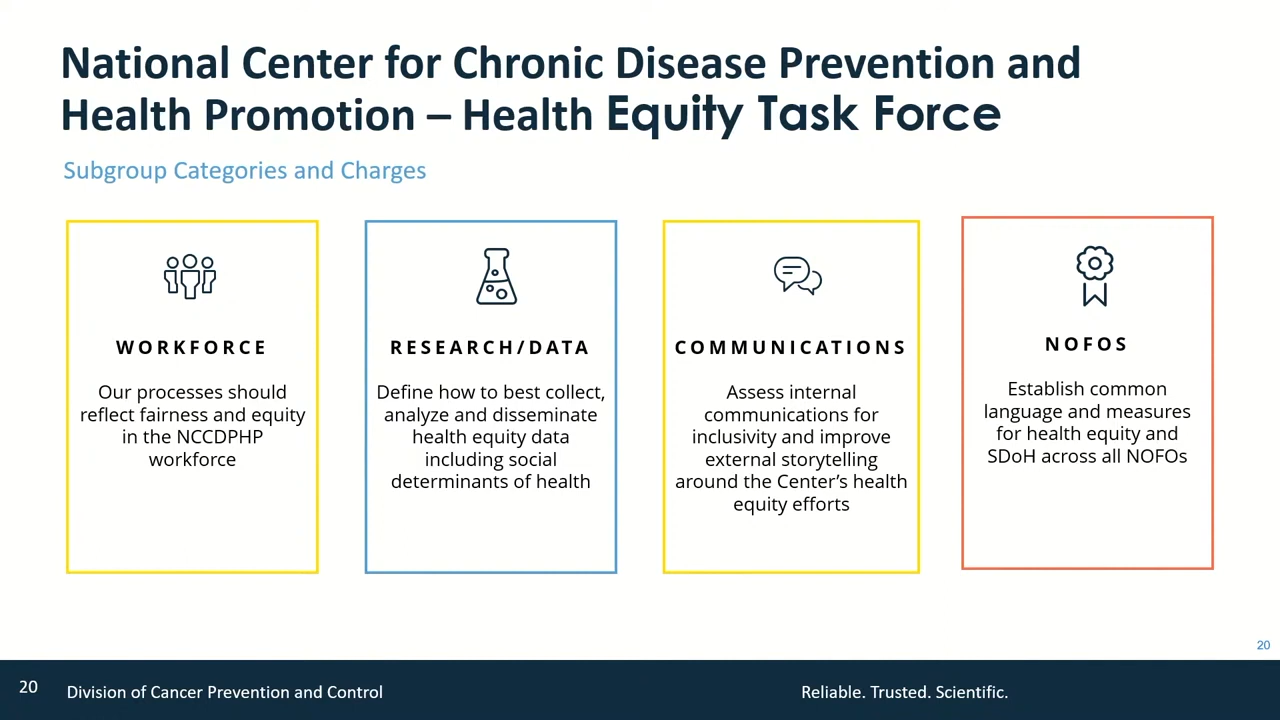 National Center for Chronic Disease Prevention and
Health Promotion – Health Equity Task Force
Subgroup Categories and Charges
WORKFORCE
Our processes should
reflect fairness and equity
in the NCCDPHP
workforce
RESEARCH/DATA
Define how to best collect,
analyze and disseminate
health equity data
including social
determinants of health
COMMUNICATIONS
Assess internal
communications for
inclusivity and improve
external storytelling
around the Center's health
equity efforts
NOFOS
Establish common
language and measures
for health equity and
SDoH across all NOFOs
20
20
Division of Cancer Prevention and Control
Reliable. Trusted. Scientific.